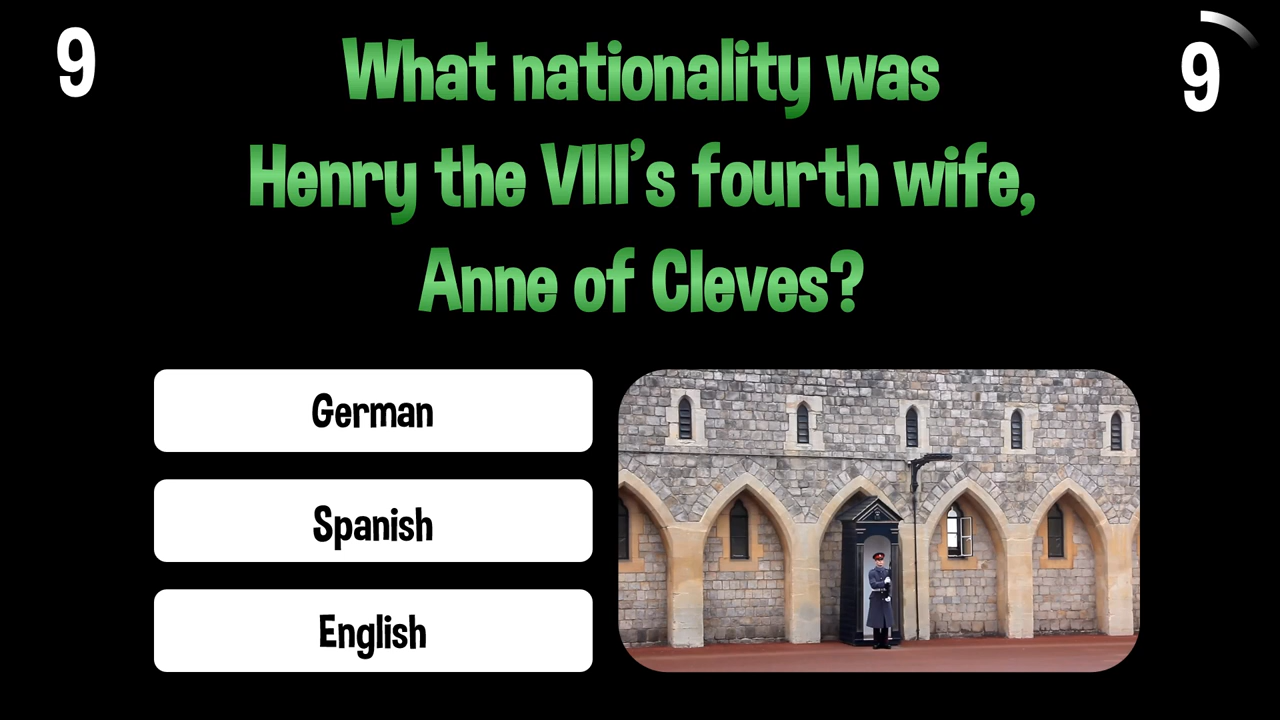 9
What nationality was
9
Henry the VIII's fourth wife,
Anne of Cleves?
German
Spanish
English